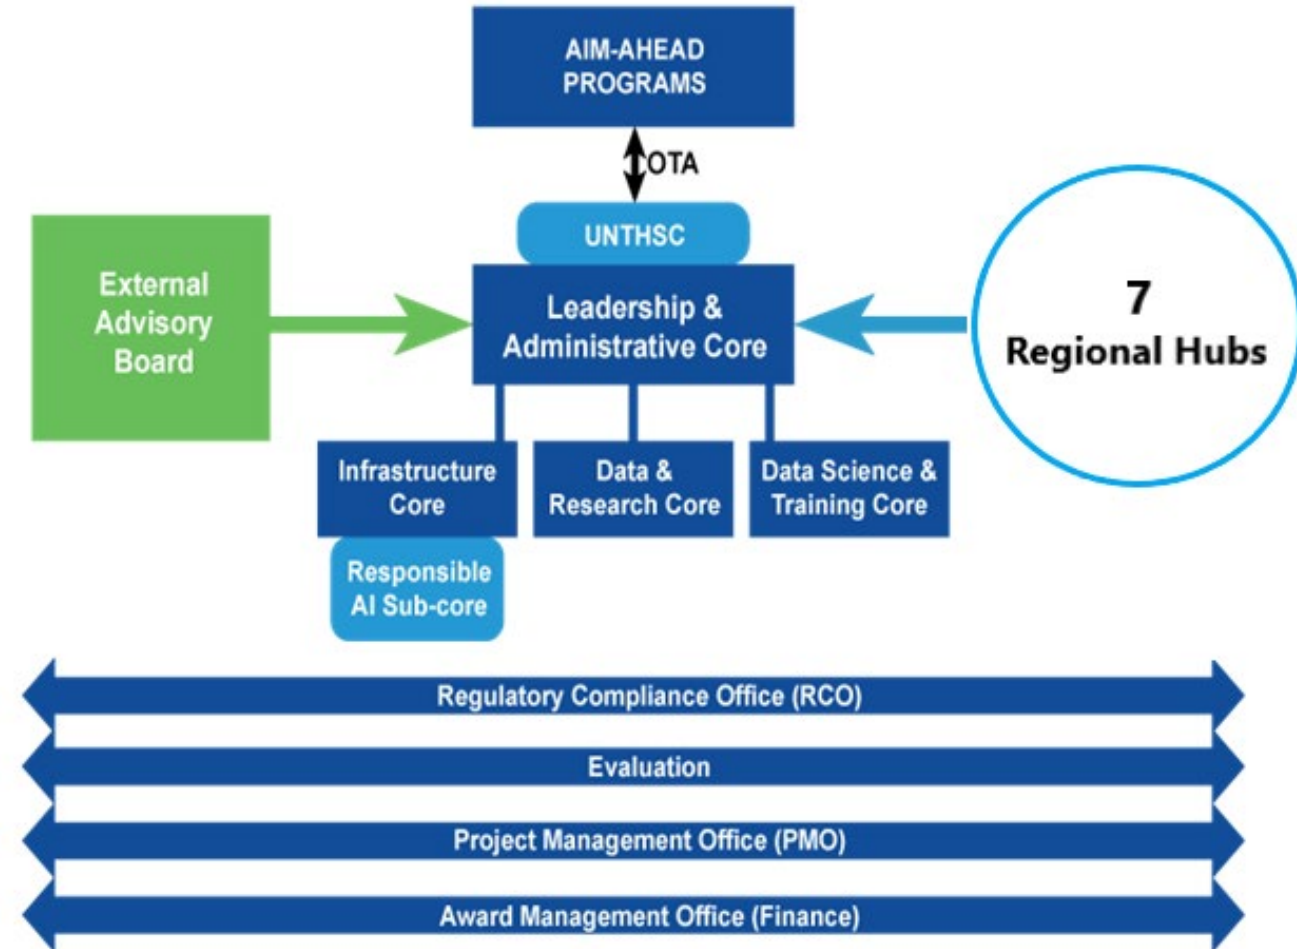 AIM-AHEAD
PROGRAMS
OTA
UNTHSC
External
Advisory
Board
Leadership &
Administrative Core
7
Regional Hubs
Infrastructure
Core
Data &
Research Core
Data Science &
Training Core
Responsible
AI Sub-core
Regulatory Compliance Office (RCO)
Evaluation
Project Management Office (PMO)
Award Management Office (Finance)